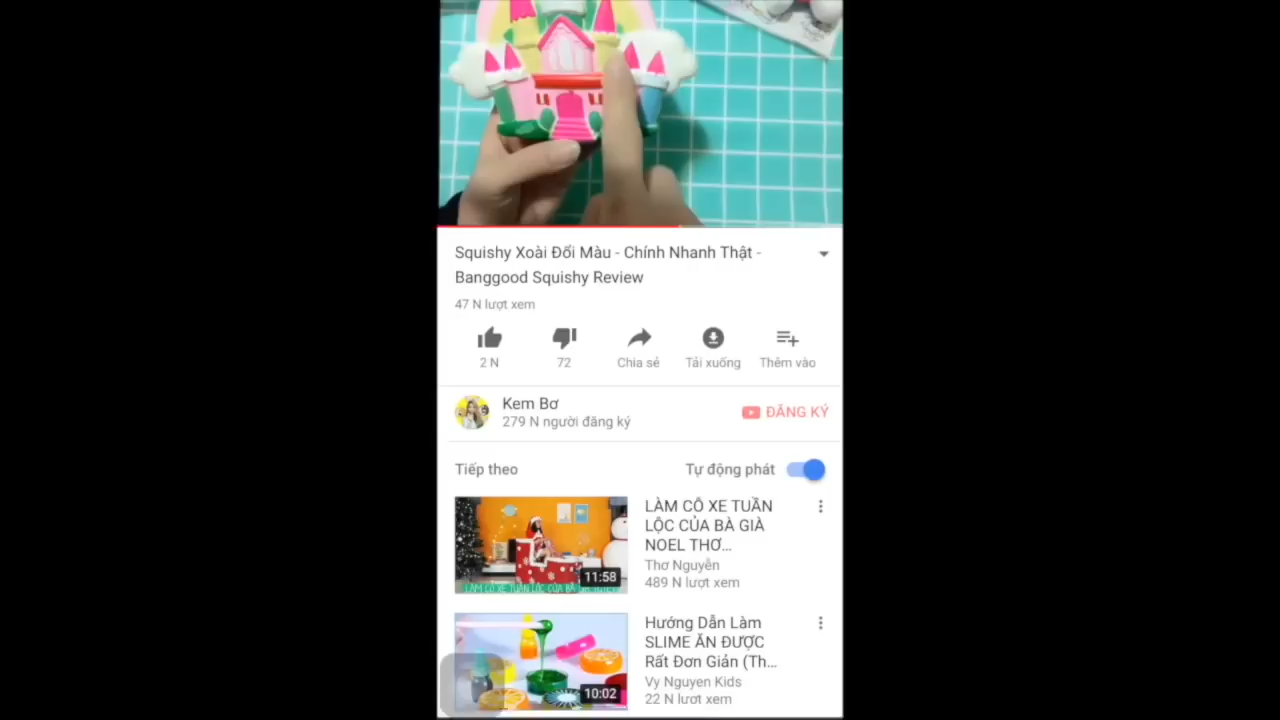 Squishy Xoài Đổi Màu - Chính Nhanh Thật -
Banggood Squishy Review
47 N lượt xem
2 N
72
Chia sẻ
Tải xuống
Thêm vào
Kem Bơ
279 N người đăng ký
ĐĂNG KÝ
Tiếp theo
Tự động phát
LÀM CỖ XE TUẦN
LỘC CỦA BÀ GIÀ
NOEL THƠ...
Thơ Nguyễn
489 N lượt xem
11:58
Hướng Dẫn Làm
SLIME ĂN ĐƯỢC
Rất Đơn Giản (Th...
Vy Nguyen Kids
22 N lượt xem
10:02